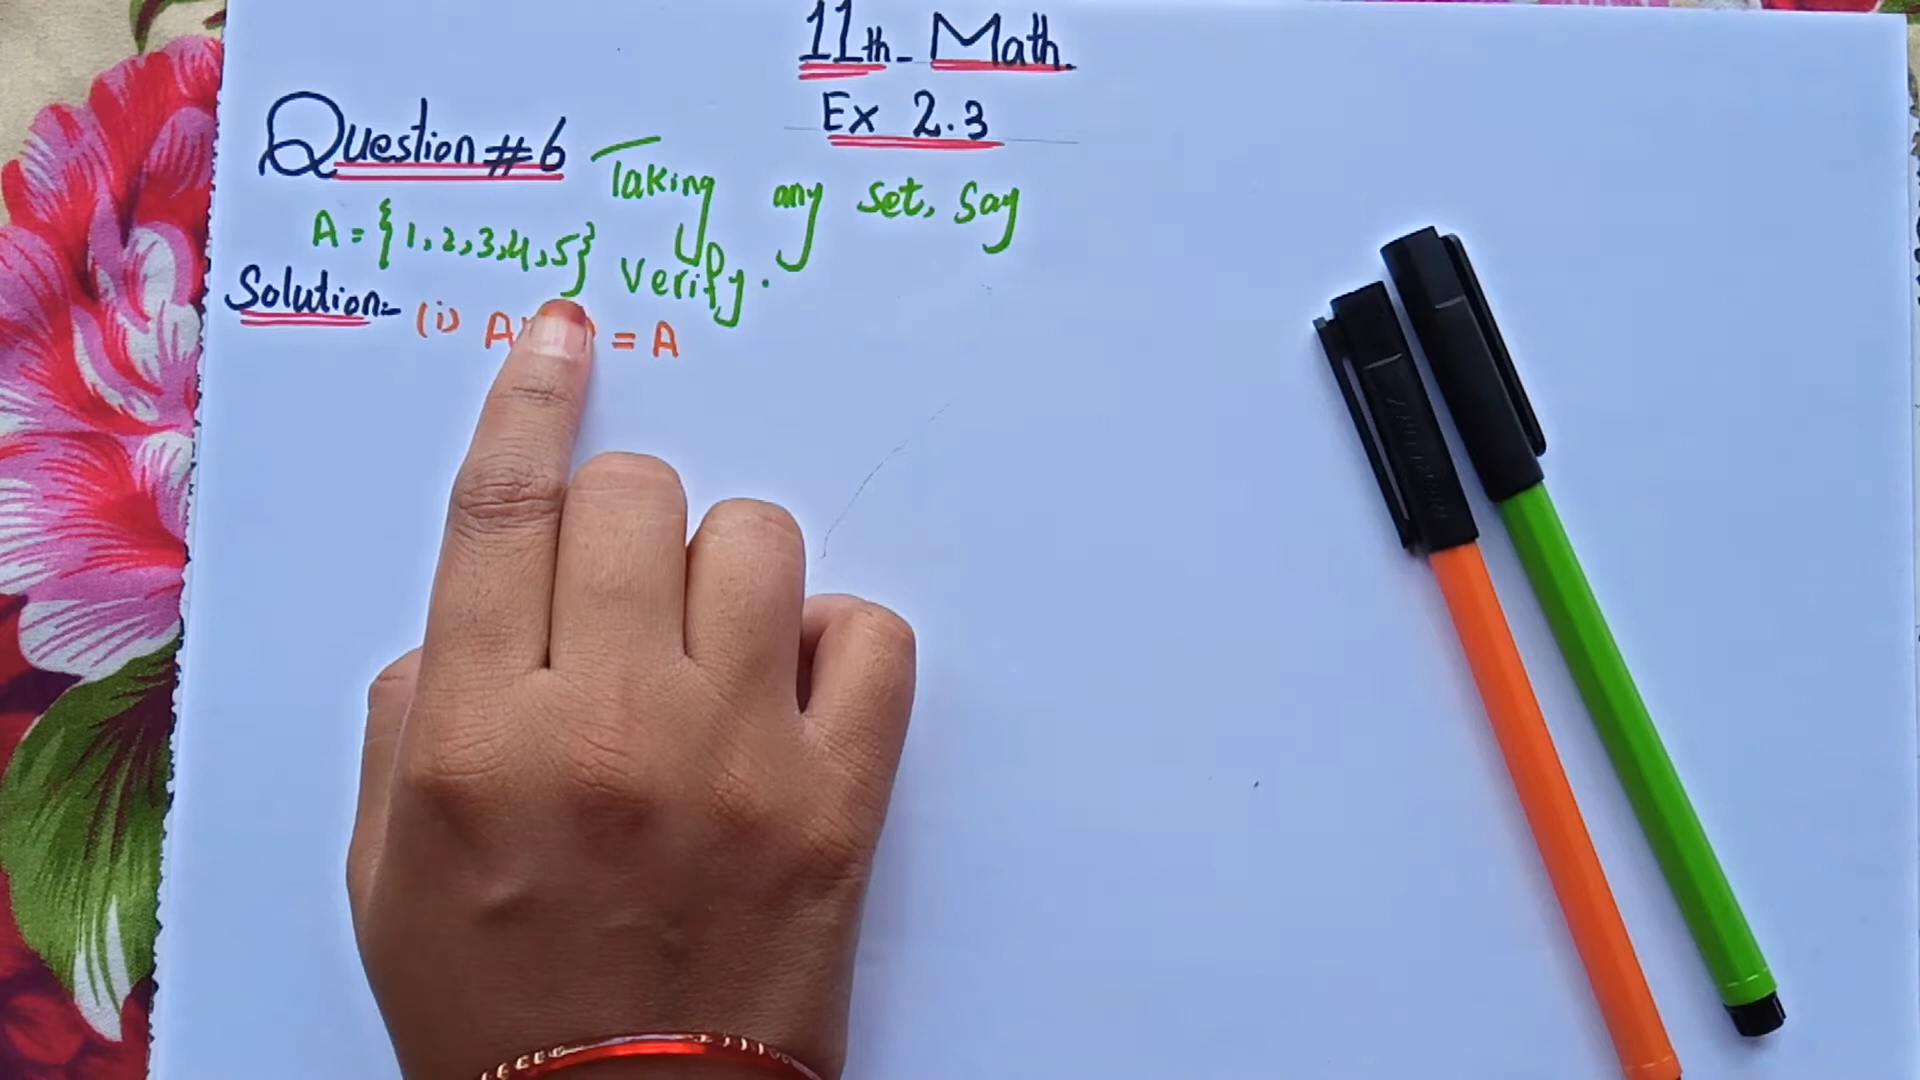 11th- Math.
Ex 2.3
Question #6 Taking any set, say
A = {1,2,3,4,5} verify.
Solution:- (i) A = A